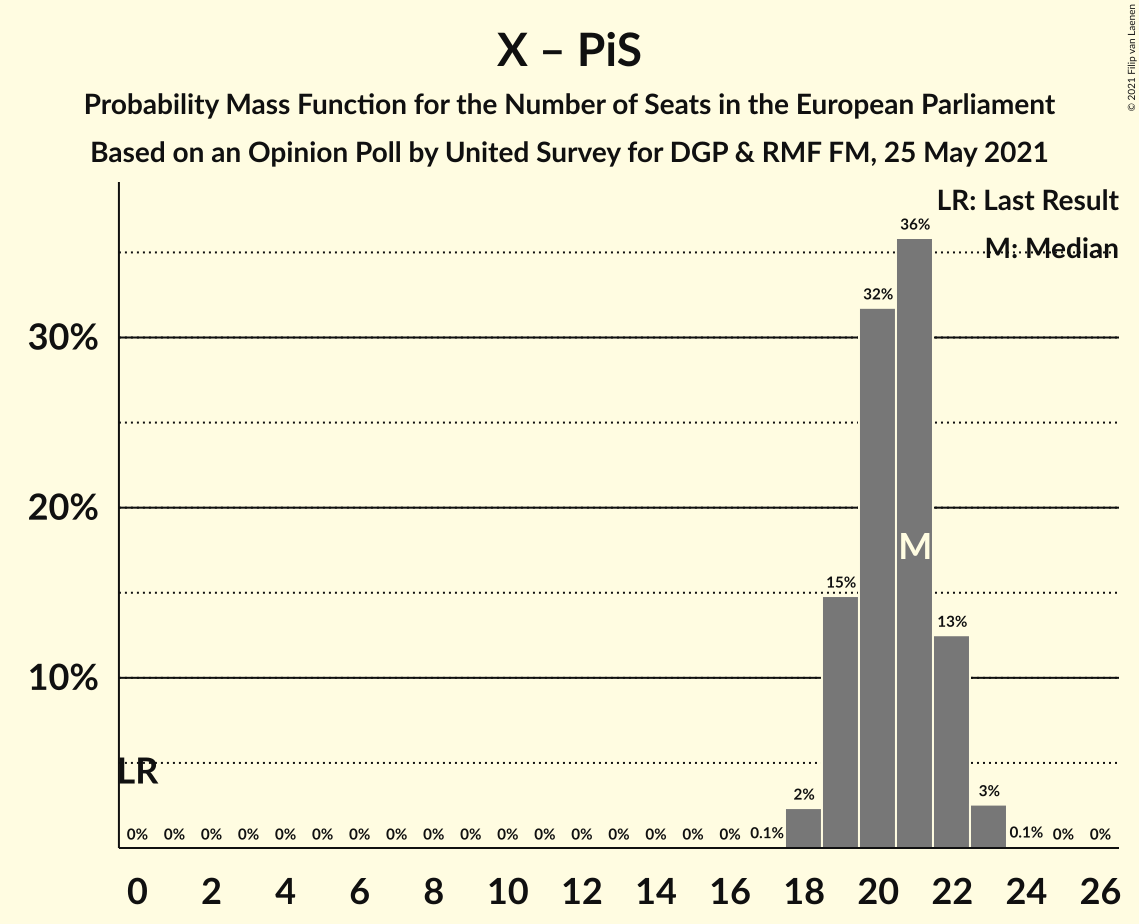 X – PiS
Probability Mass Function for the Number of Seats in the European Parliament
Based on an Opinion Poll by United Survey for DGP & RMF FM, 25 May 2021
© 2021 Filip van Laenen
LR: Last Result
M: Median
30%
20%
10%
LR
M
0% 0% 0% 0% 0% 0% 0% 0% 0% 0% 0% 0% 0% 0% 0% 0% 0% 0.1% 2% 15% 32% 36% 13% 3% 0.1% 0% 0%
0 2 4 6 8 10 12 14 16 18 20 22 24 26